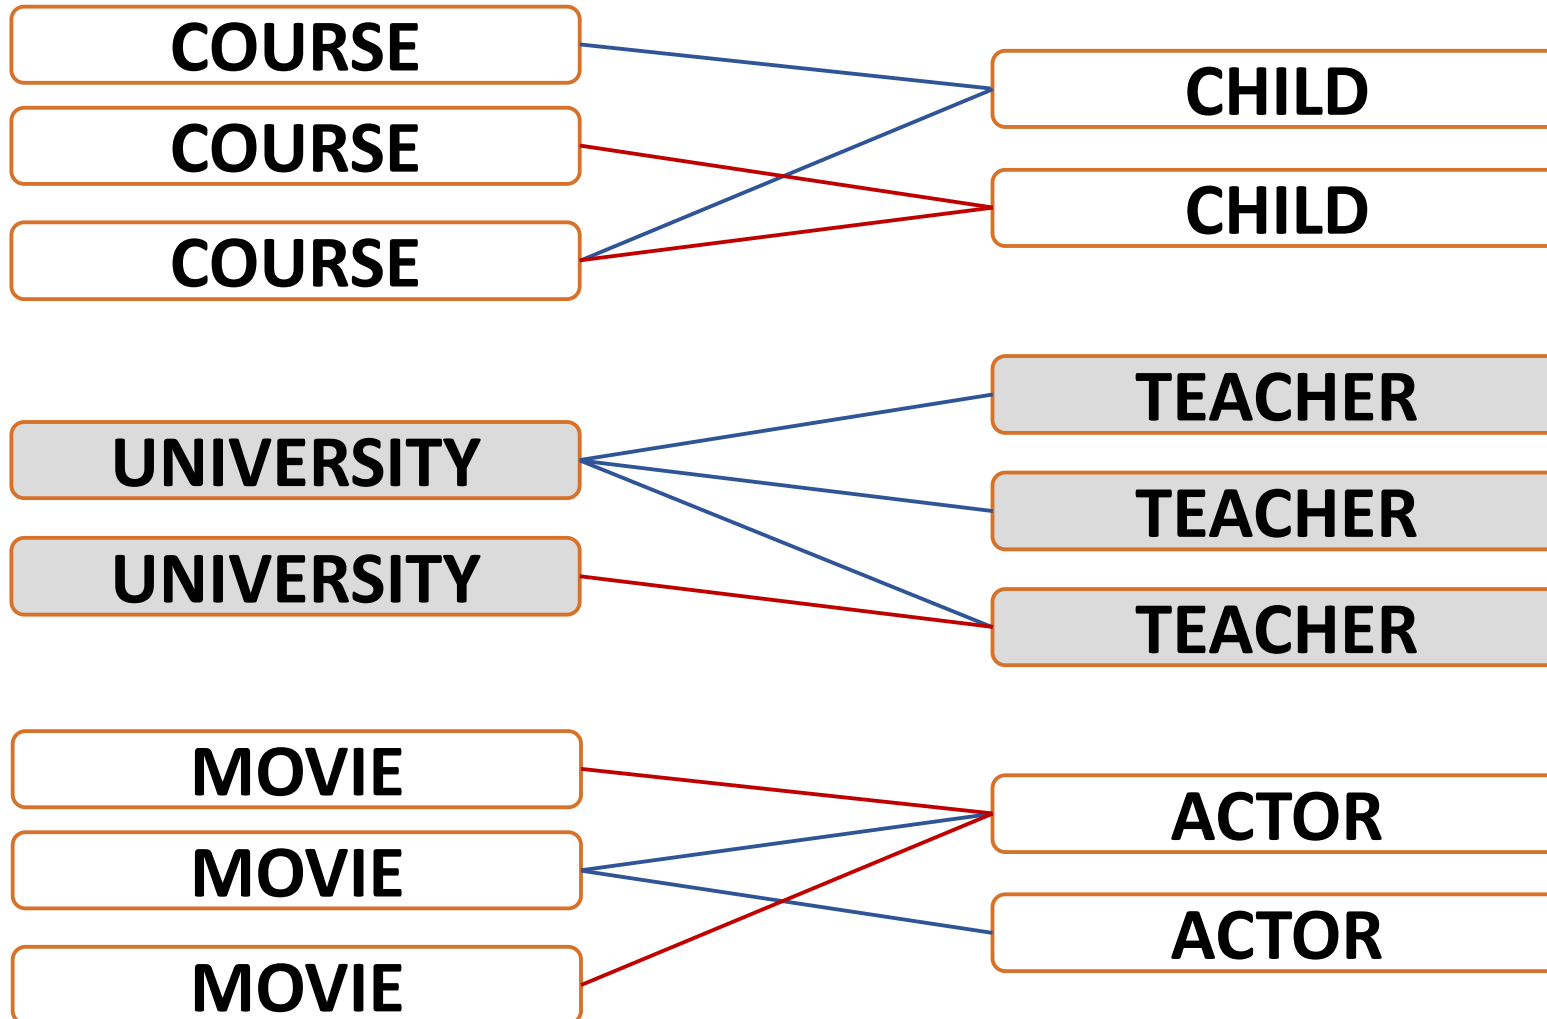 COURSE
COURSE
COURSE
CHILD
CHILD
UNIVERSITY
UNIVERSITY
TEACHER
TEACHER
TEACHER
MOVIE
MOVIE
MOVIE
ACTOR
ACTOR